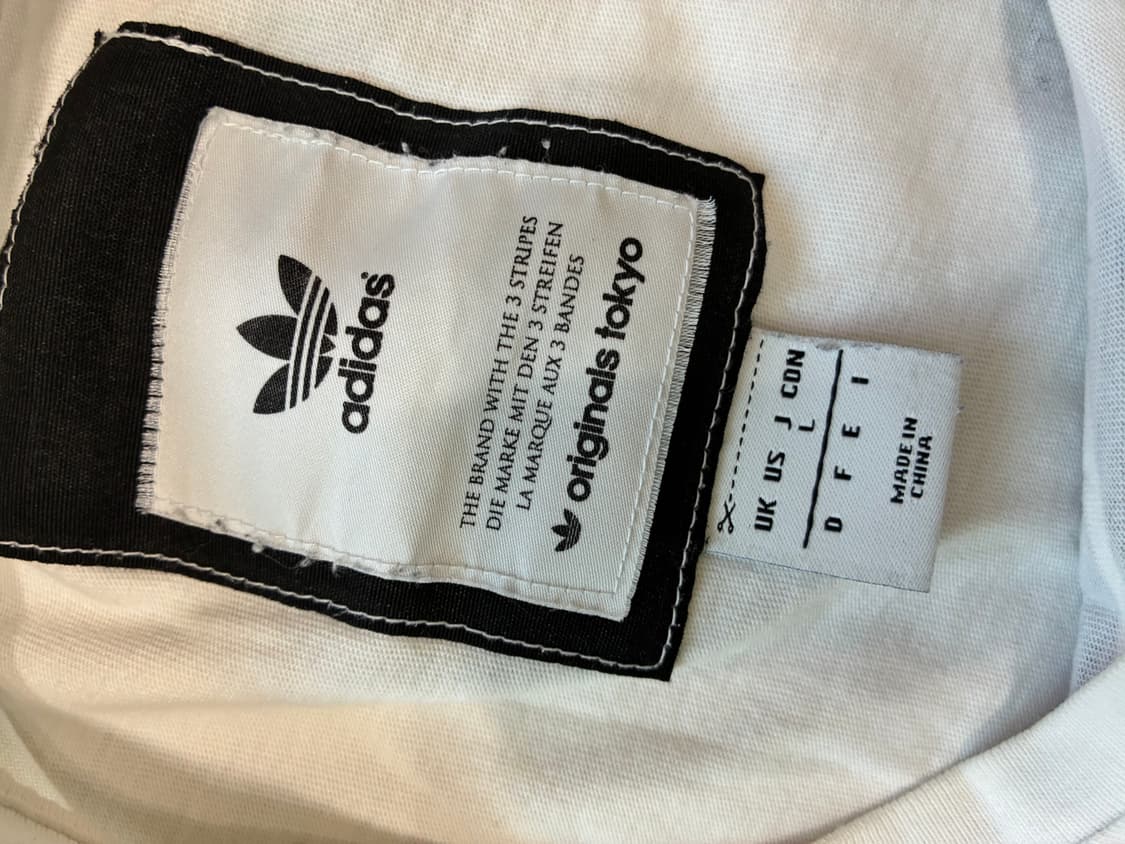 adidas
THE BRAND WITH THE 3 STRIPES
DIE MARKE MIT DEN 3 STREIFEN
LA MARQUE AUX 3 BANDES
originals tokyo
UK US J CON
L
D F E I
MADE IN
CHINA